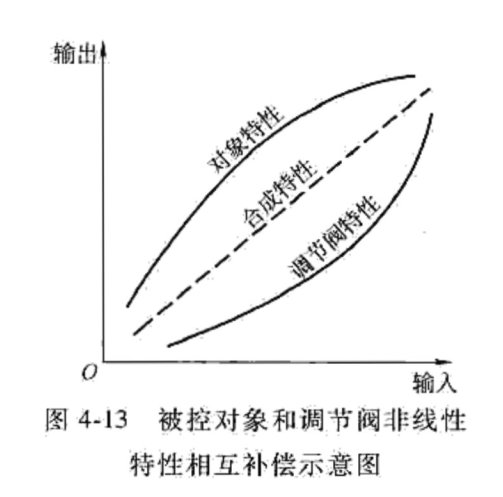 输出
对象特性
合成特性
调节阀特性
O
输入
图 4-13 被控对象和调节阀非线性
特性相互补偿示意图